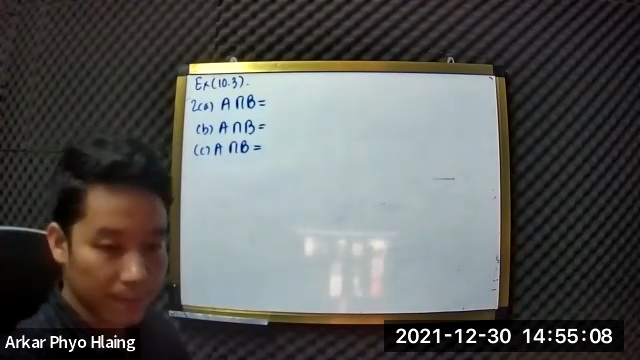 Ex(10.3).
2(a) A∩B=
(b) A∩B=
(c) A∩B=
Arkar Phyo Hlaing
2021-12-30 14:55:08